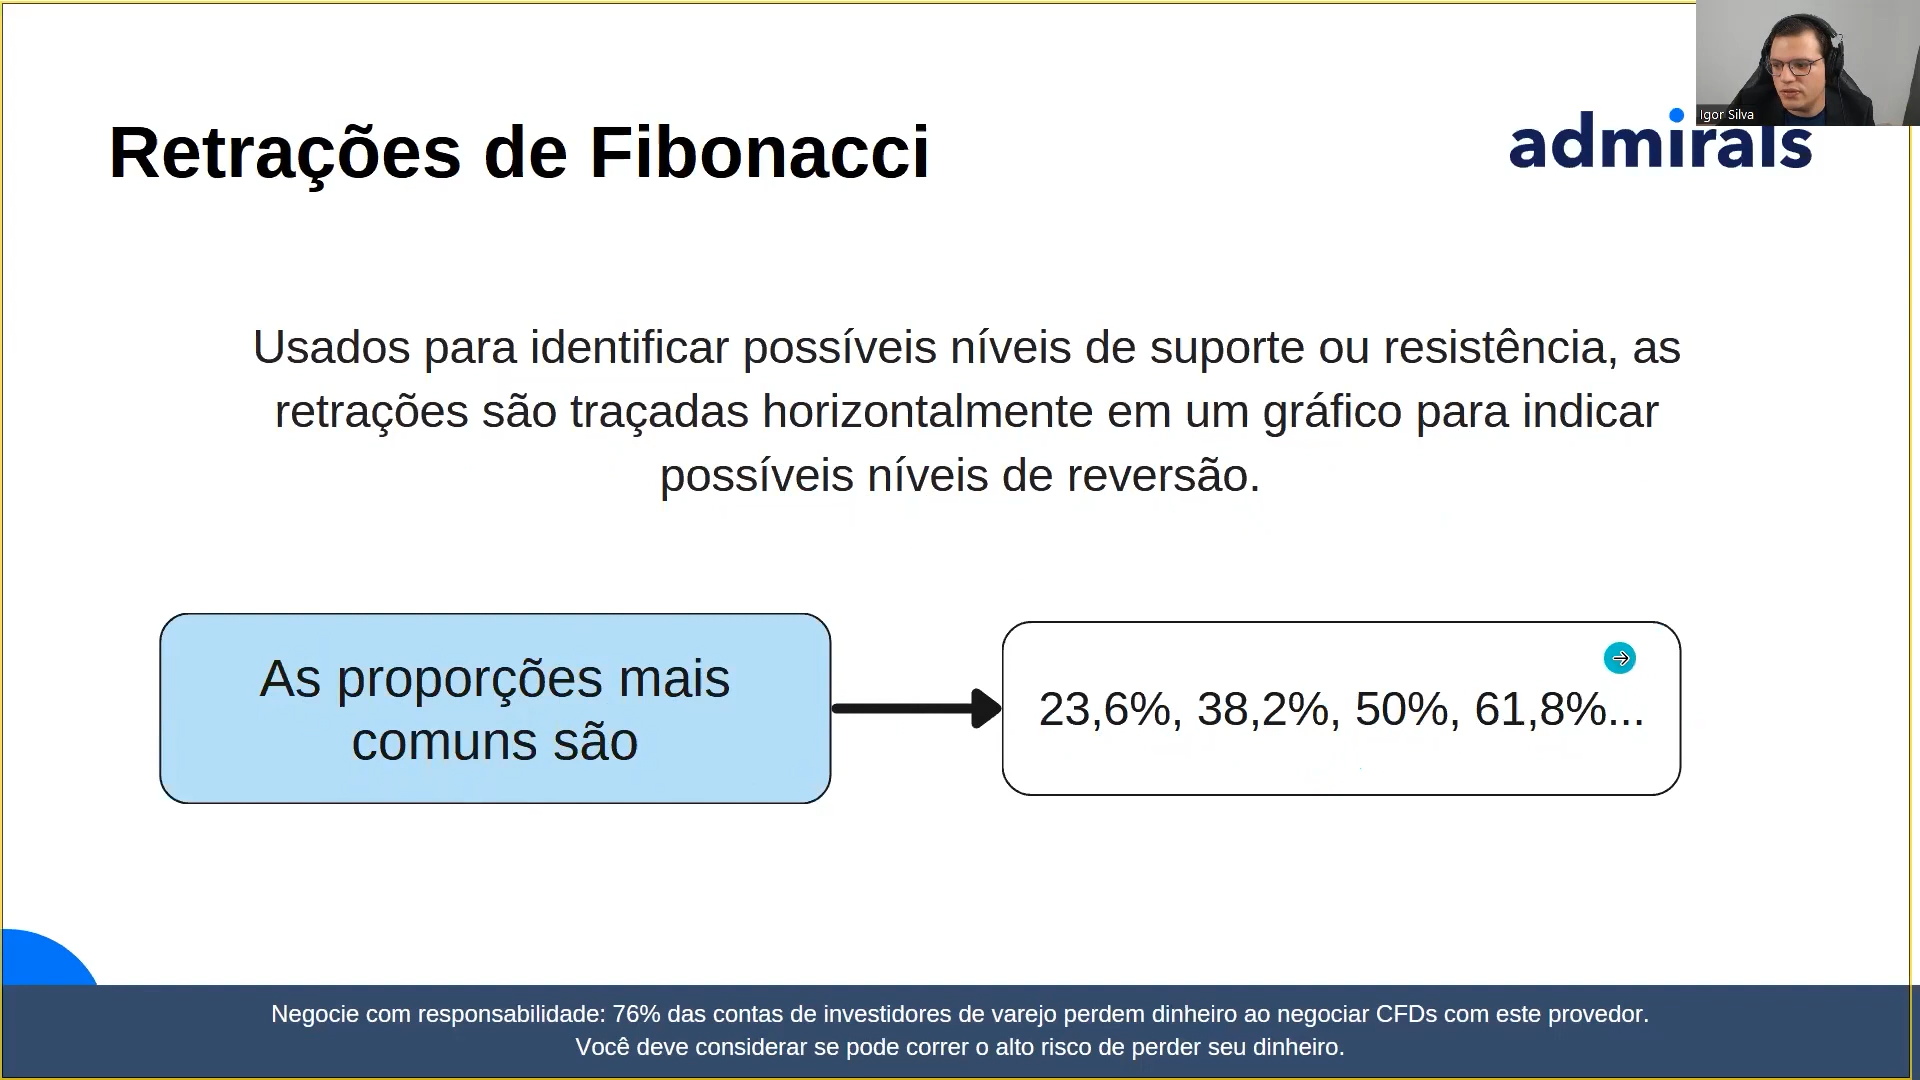 Igor Silva
admirals
Retrações de Fibonacci
Usados para identificar possíveis níveis de suporte ou resistência, as
retrações são traçadas horizontalmente em um gráfico para indicar
possíveis níveis de reversão.
As proporções mais
comuns são
23,6%, 38,2%, 50%, 61,8%...
Negocie com responsabilidade: 76% das contas de investidores de varejo perdem dinheiro ao negociar CFDs com este provedor.
Você deve considerar se pode correr o alto risco de perder seu dinheiro.